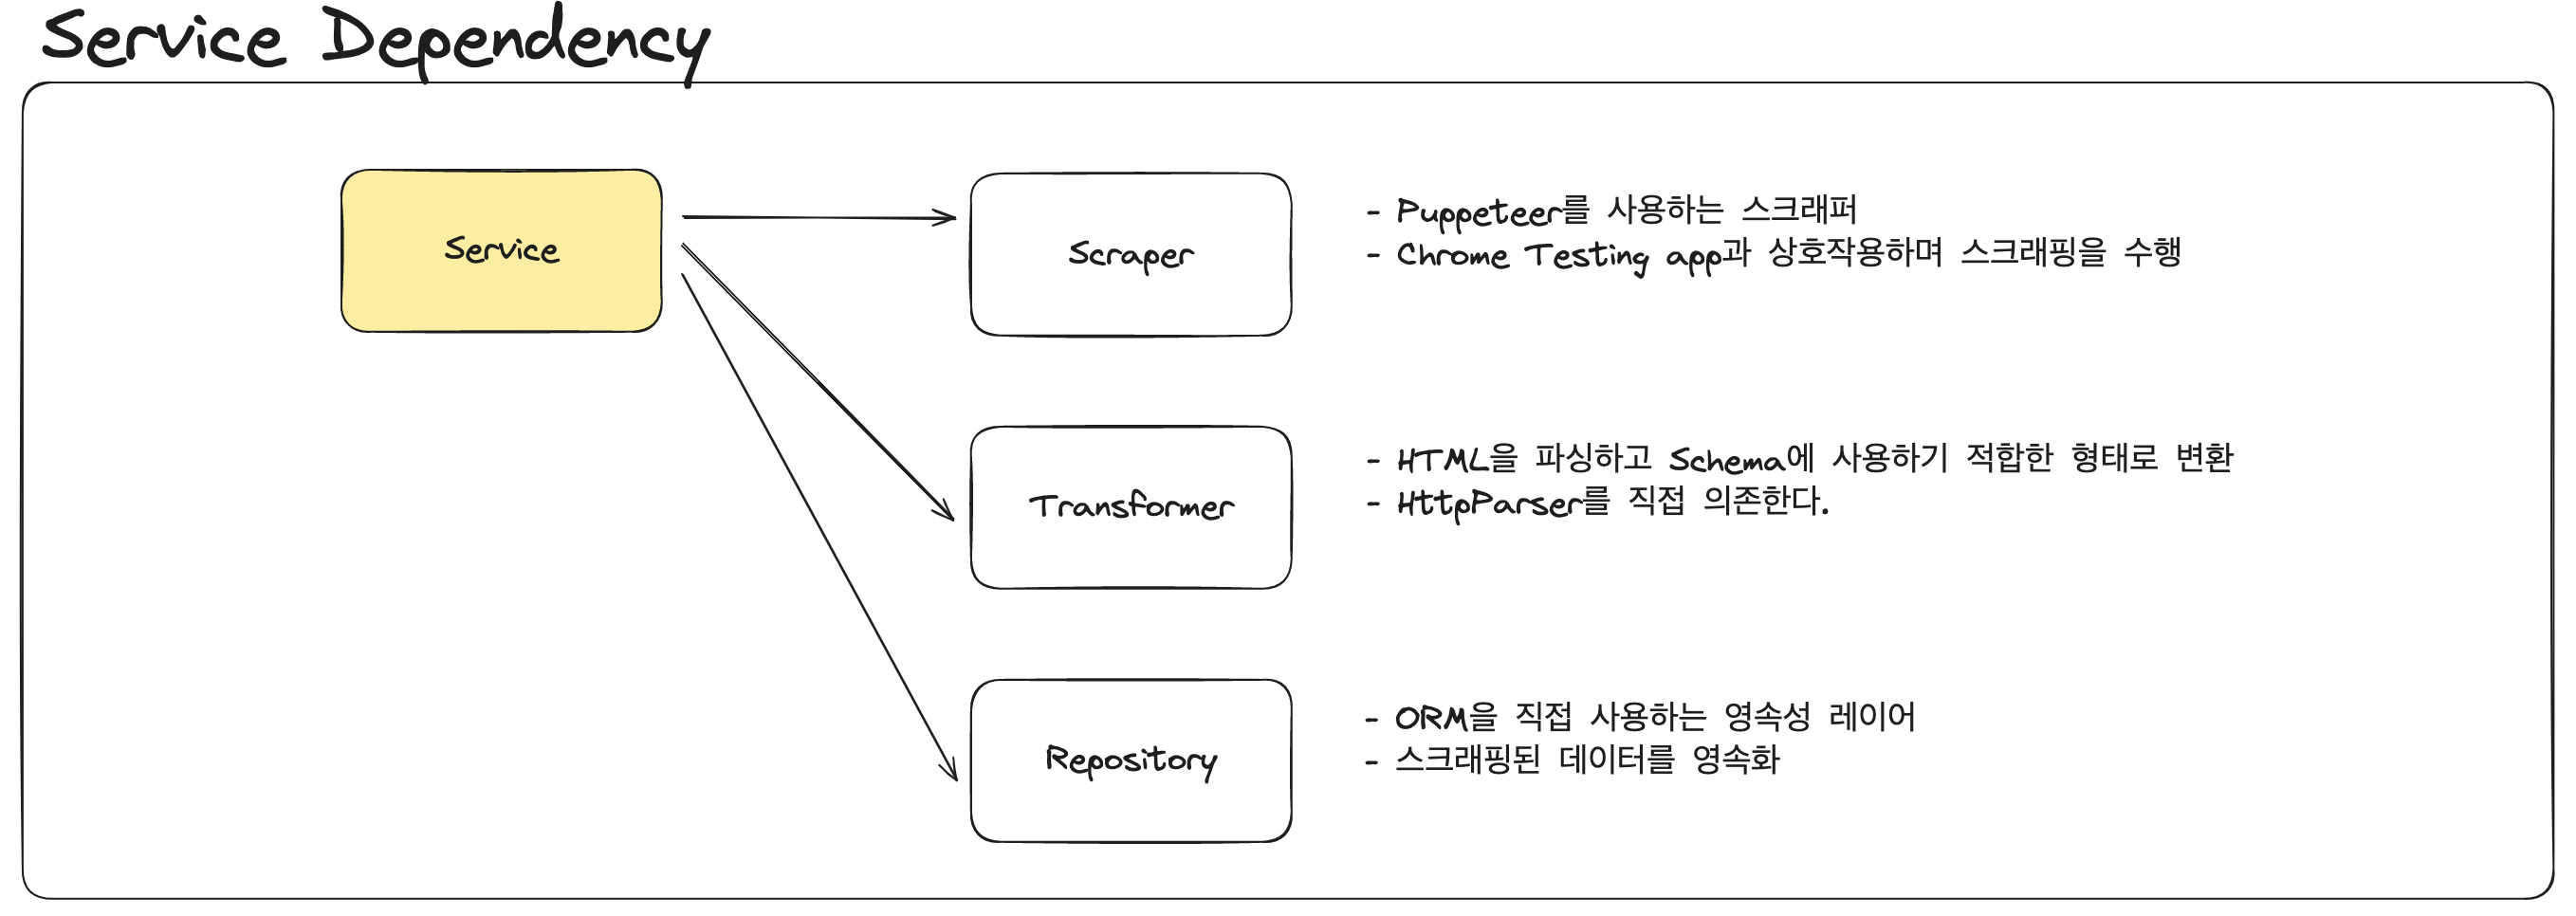 Service Dependency
Service
Scraper
- Puppeteer를 사용하는 스크래퍼
- Chrome Testing app과 상호작용하며 스크래핑을 수행
Transformer
- HTML을 파싱하고 Schema에 사용하기 적합한 형태로 변환
- HttpParser를 직접 의존한다.
Repository
- ORM을 직접 사용하는 영속성 레이어
- 스크래핑된 데이터를 영속화